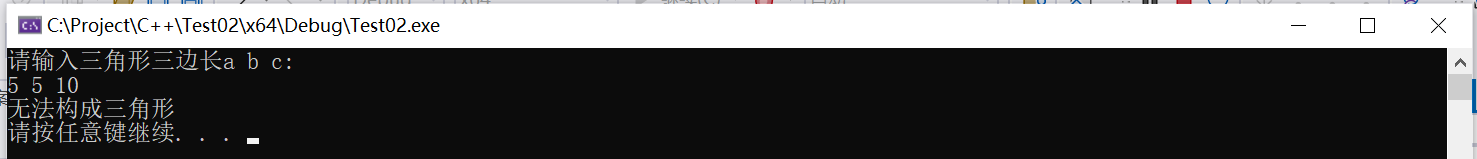 C:\Project\C++\Test02\x64\Debug\Test02.exe
请输入三角形三边长a b c:
5 5 10
无法构成三角形
请按任意键继续. . .